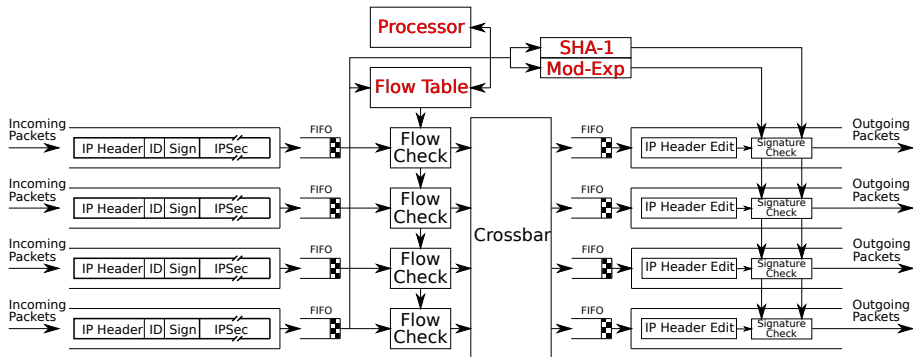 Processor
SHA-1
Mod-Exp
Flow Table
Incoming
Packets
IP Header ID Sign IPSec
FIFO
Flow
Check
FIFO
IP Header Edit
Signature
Check
Outgoing
Packets
Incoming
Packets
IP Header ID Sign IPSec
FIFO
Flow
Check
FIFO
IP Header Edit
Signature
Check
Outgoing
Packets
Crossbar
Incoming
Packets
IP Header ID Sign IPSec
FIFO
Flow
Check
FIFO
IP Header Edit
Signature
Check
Outgoing
Packets
Incoming
Packets
IP Header ID Sign IPSec
FIFO
Flow
Check
FIFO
IP Header Edit
Signature
Check
Outgoing
Packets